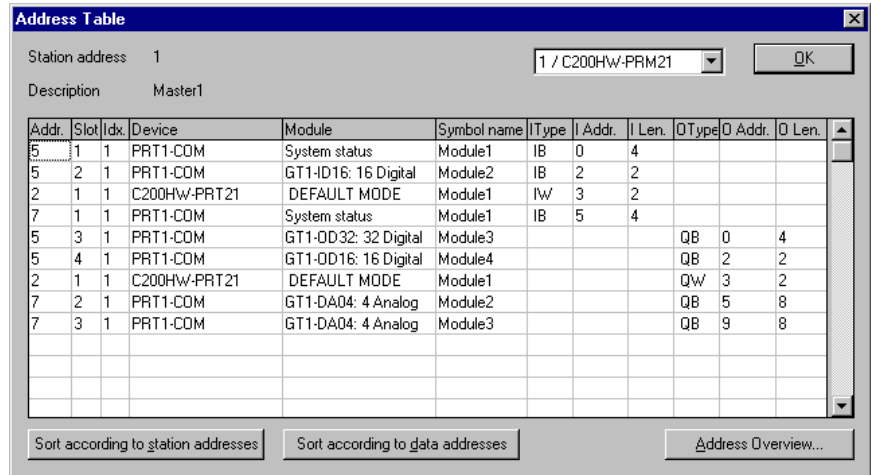 Address Table
Station address 1 1 / C200HW-PRM21 OK
Description Master1
Addr. Slot Idx. Device Module Symbol name IType I Addr. I Len. OType O Addr. O Len.
5 1 1 PRT1-COM System status Module1 IB 0 4
5 2 1 PRT1-COM GT1-ID16: 16 Digital Module2 IB 2 2
2 1 1 C200HW-PRT21 DEFAULT MODE Module1 IW 3 2
7 1 1 PRT1-COM System status Module1 IB 5 4
5 3 1 PRT1-COM GT1-OD32: 32 Digital Module3 QB 0 4
5 4 1 PRT1-COM GT1-OD16: 16 Digital Module4 QB 2 2
2 1 1 C200HW-PRT21 DEFAULT MODE Module1 QW 3 2
7 2 1 PRT1-COM GT1-DA04: 4 Analog Module2 QB 5 8
7 3 1 PRT1-COM GT1-DA04: 4 Analog Module3 QB 9 8
Sort according to station addresses Sort according to data addresses Address Overview...